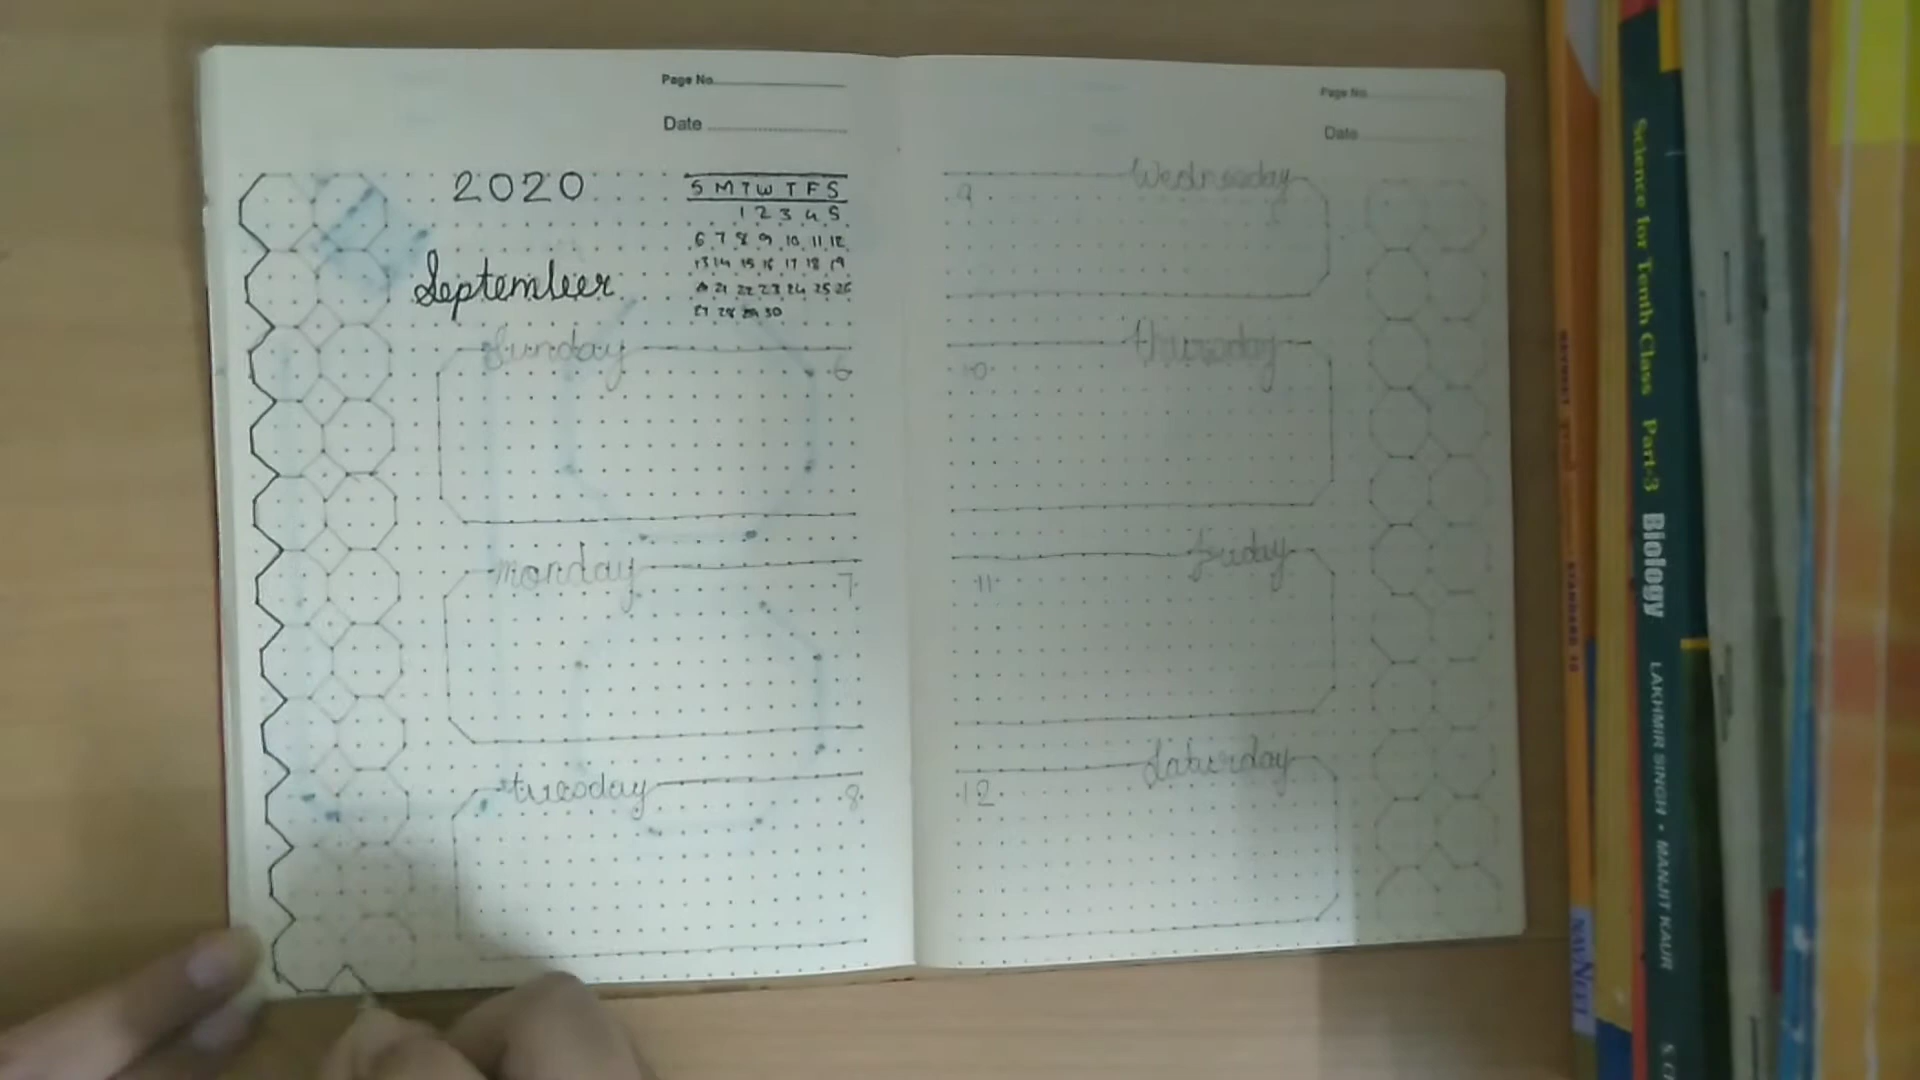 Page No.
Date
2020
September
S M T W T F S
1 2 3 4 5
6 7 8 9 10 11 12
13 14 15 16 17 18 19
20 21 22 23 24 25 26
27 28 29 30
Sunday
6
Monday
7
tuesday
8
Page No.
Date
Wednesday
9
thursday
10
friday
11
Saturday
12
Science for Tenth Class Part-3 Biology LAKHMIR SINGH • MANJIT KAUR
NAVNEET